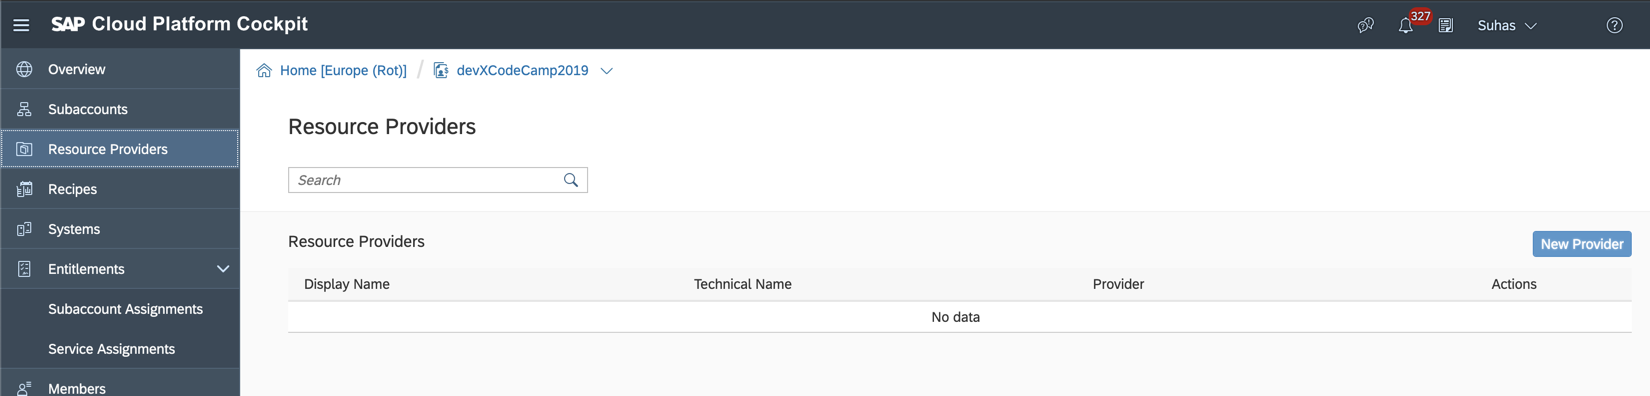 SAP Cloud Platform Cockpit
327
Suhas
Overview
Subaccounts
Resource Providers
Recipes
Systems
Entitlements
Subaccount Assignments
Service Assignments
Members
Home [Europe (Rot)] / devXCodeCamp2019
Resource Providers
Search
Resource Providers
New Provider
Display Name Technical Name Provider Actions
No data